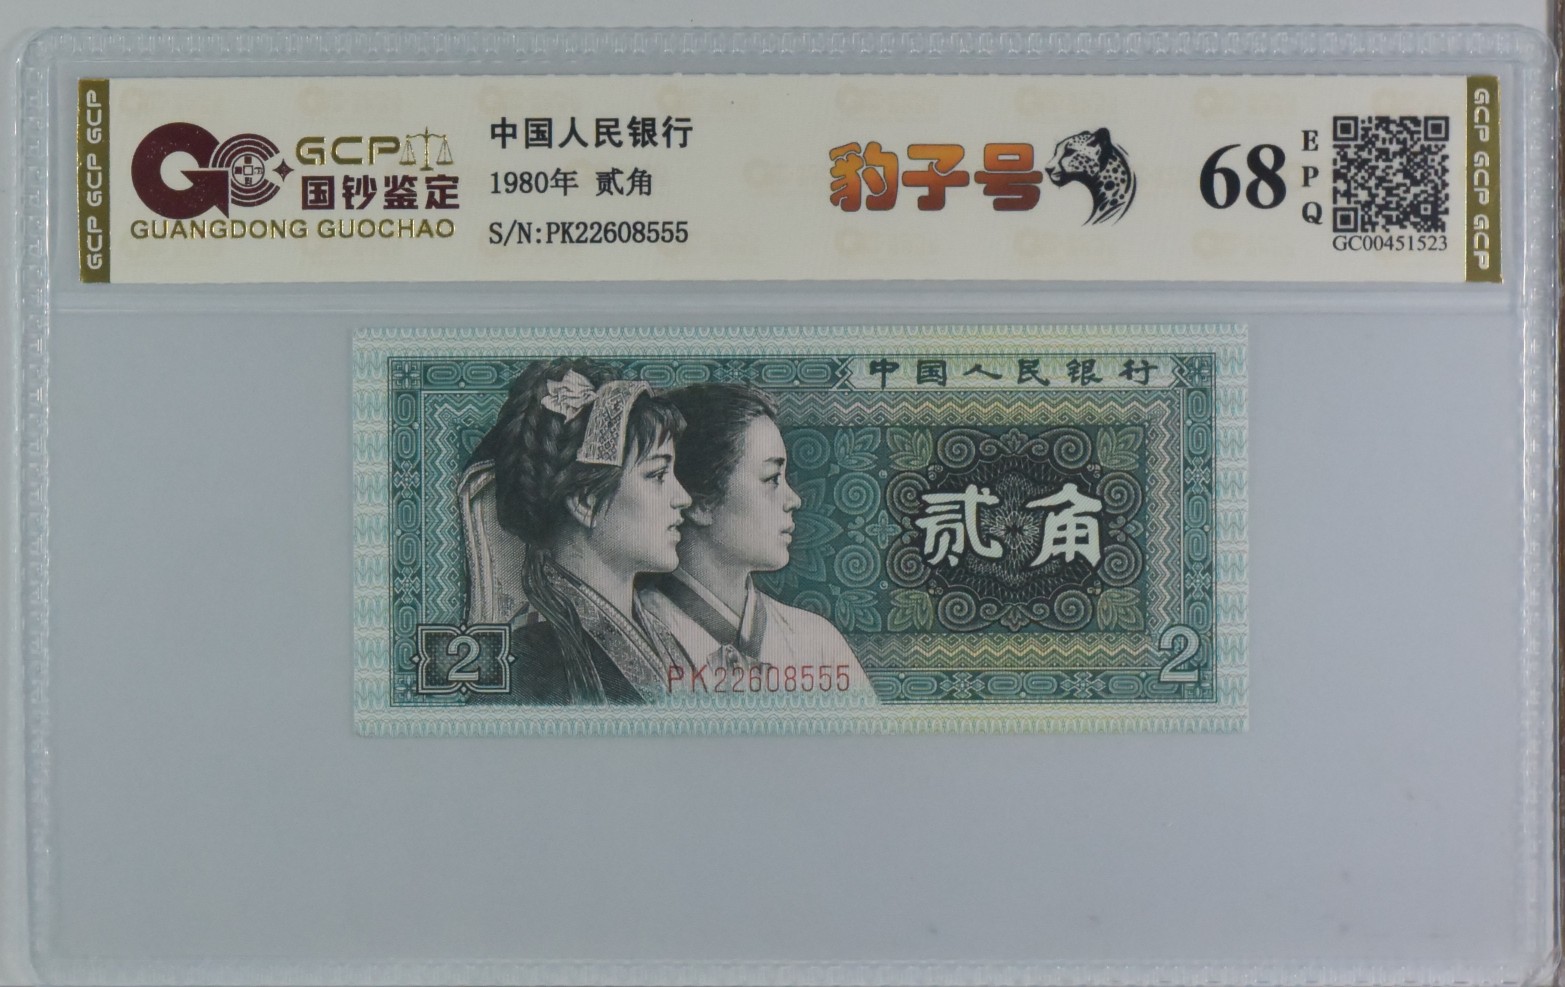 GCP GCP GCP
GCP
国钞鉴定
GUANGDONG GUOCHAO
中国人民银行
1980年 贰角
S/N:PK22608555
豹子号
68
EPQ
GC00451523
GCP GCP GCP
中国人民银行
贰角
2
PK22608555
2